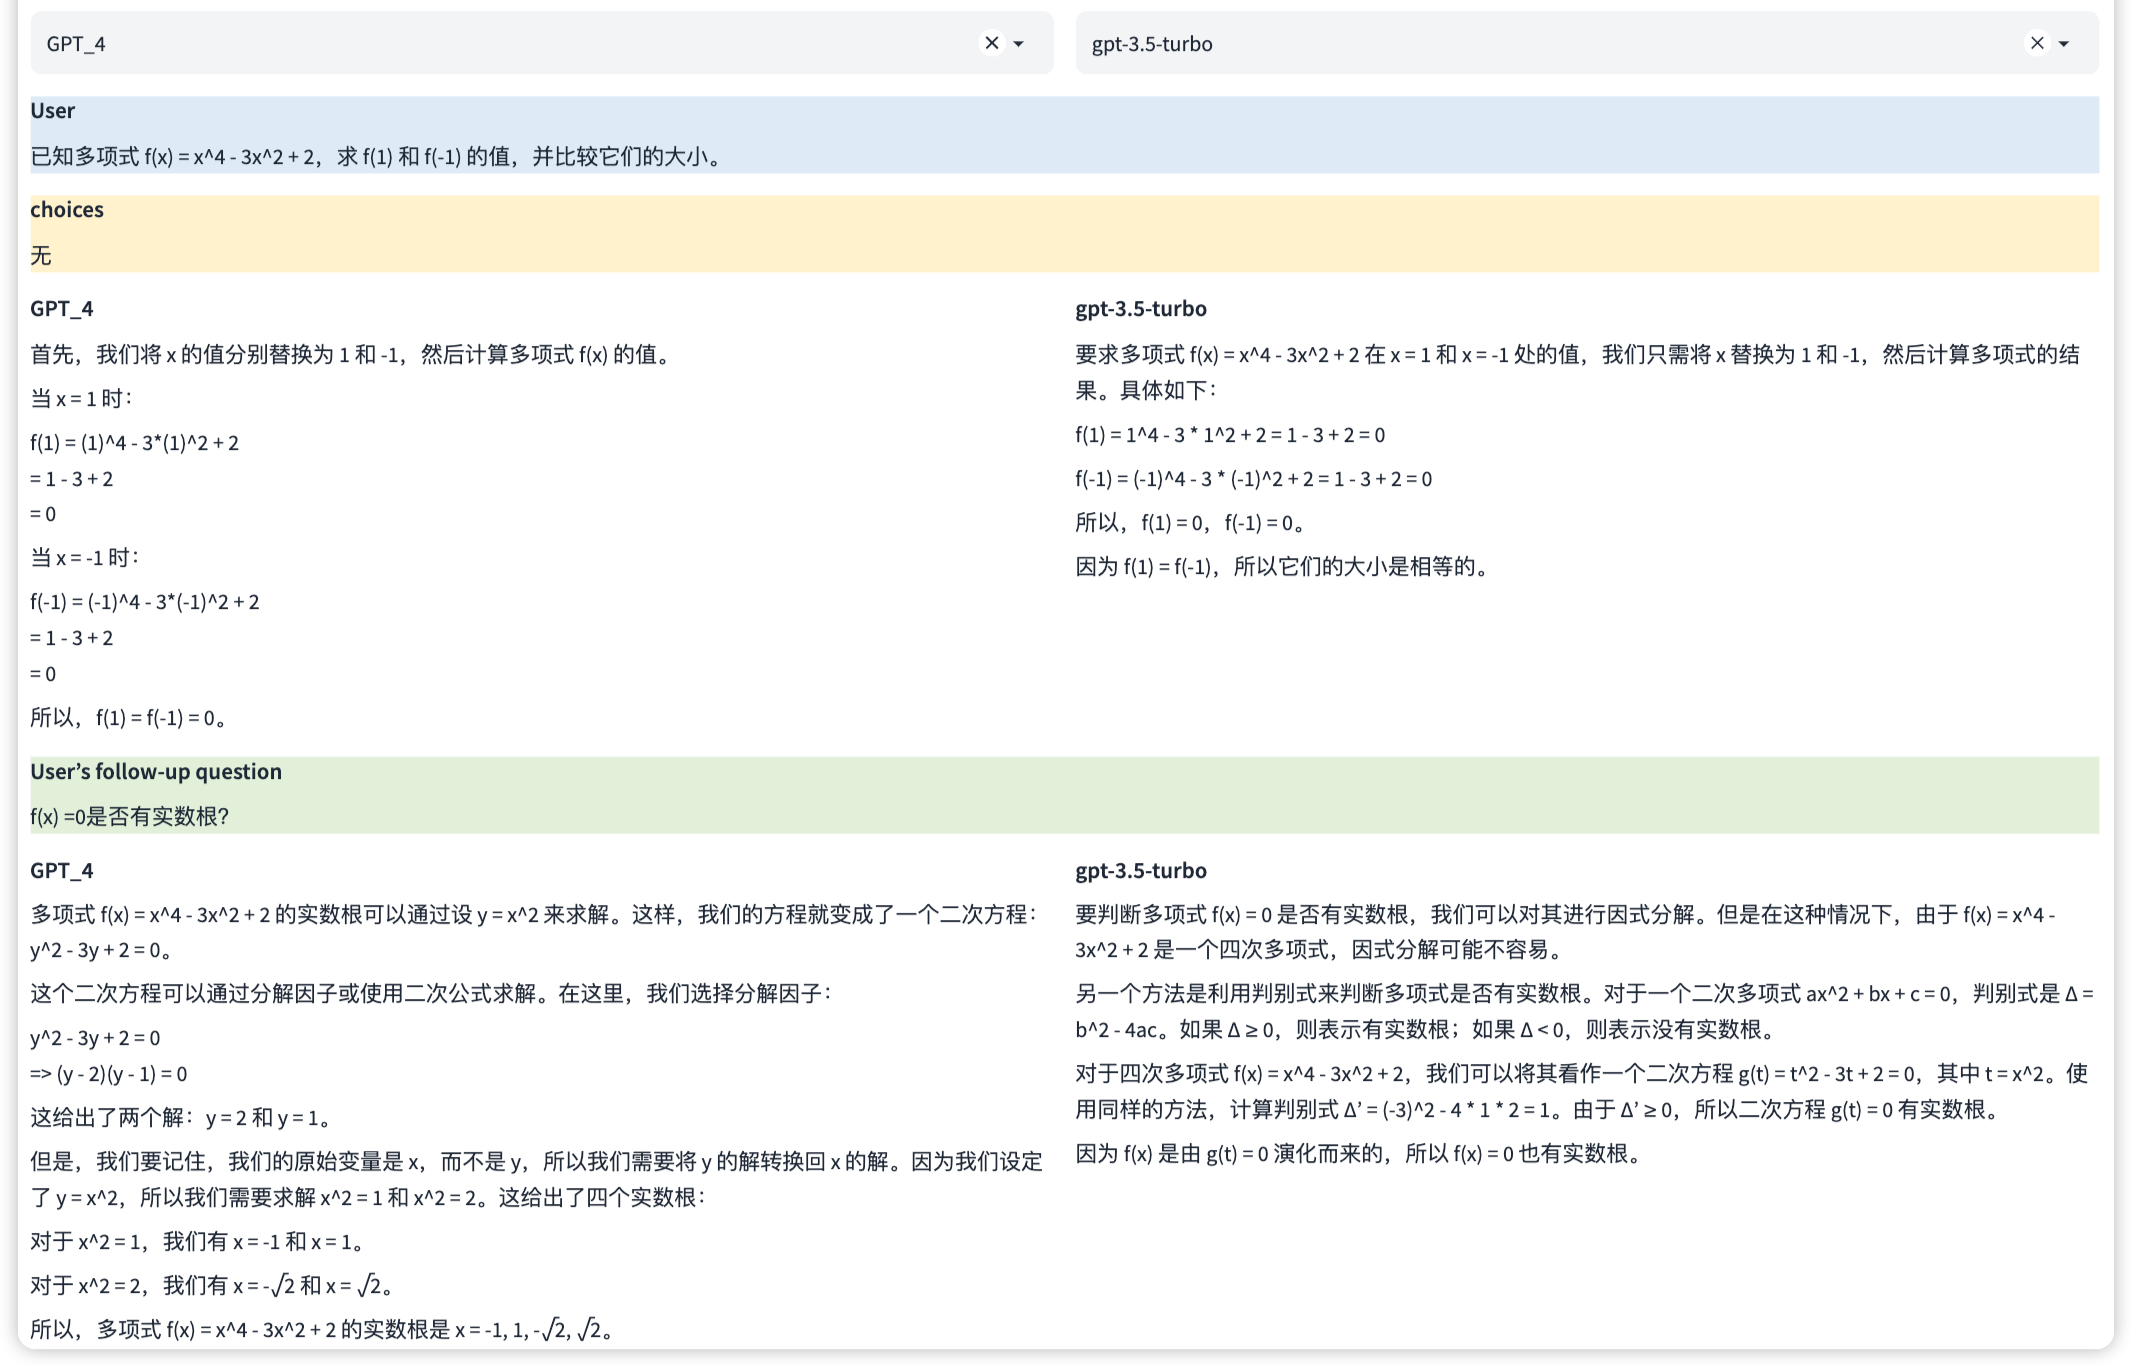 GPT_4
gpt-3.5-turbo
User
已知多项式 f(x) = x^4 - 3x^2 + 2，求 f(1) 和 f(-1) 的值，并比较它们的大小。
choices
无
GPT_4
首先，我们将 x 的值分别替换为 1 和 -1，然后计算多项式 f(x) 的值。
当 x = 1 时：
f(1) = (1)^4 - 3*(1)^2 + 2
= 1 - 3 + 2
= 0
当 x = -1 时：
f(-1) = (-1)^4 - 3*(-1)^2 + 2
= 1 - 3 + 2
= 0
所以，f(1) = f(-1) = 0。
gpt-3.5-turbo
要求多项式 f(x) = x^4 - 3x^2 + 2 在 x = 1 和 x = -1 处的值，我们只需将 x 替换为 1 和 -1，然后计算多项式的结
果。具体如下：
f(1) = 1^4 - 3 * 1^2 + 2 = 1 - 3 + 2 = 0
f(-1) = (-1)^4 - 3 * (-1)^2 + 2 = 1 - 3 + 2 = 0
所以，f(1) = 0，f(-1) = 0。
因为 f(1) = f(-1)，所以它们的大小是相等的。
User’s follow-up question
f(x) =0是否有实数根?
GPT_4
多项式 f(x) = x^4 - 3x^2 + 2 的实数根可以通过设 y = x^2 来求解。这样，我们的方程就变成了一个二次方程：
y^2 - 3y + 2 = 0。
这个二次方程可以通过分解因子或使用二次公式求解。在这里，我们选择分解因子：
y^2 - 3y + 2 = 0
=> (y - 2)(y - 1) = 0
这给出了两个解：y = 2 和 y = 1。
但是，我们要记住，我们的原始变量是 x，而不是 y，所以我们需要将 y 的解转换回 x 的解。因为我们设定
了 y = x^2，所以我们需要求解 x^2 = 1 和 x^2 = 2。这给出了四个实数根：
对于 x^2 = 1，我们有 x = -1 和 x = 1。
对于 x^2 = 2，我们有 x = -√2 和 x = √2。
所以，多项式 f(x) = x^4 - 3x^2 + 2 的实数根是 x = -1, 1, -√2, √2。
gpt-3.5-turbo
要判断多项式 f(x) = 0 是否有实数根，我们可以对其进行因式分解。但是在这种情况下，由于 f(x) = x^4 -
3x^2 + 2 是一个四次多项式，因式分解可能不容易。
另一个方法是利用判别式来判断多项式是否有实数根。对于一个二次多项式 ax^2 + bx + c = 0，判别式是 Δ =
b^2 - 4ac。如果 Δ ≥ 0，则表示有实数根；如果 Δ < 0，则表示没有实数根。
对于四次多项式 f(x) = x^4 - 3x^2 + 2，我们可以将其看作一个二次方程 g(t) = t^2 - 3t + 2 = 0，其中 t = x^2。使
用同样的方法，计算判别式 Δ’ = (-3)^2 - 4 * 1 * 2 = 1。由于 Δ’ ≥ 0，所以二次方程 g(t) = 0 有实数根。
因为 f(x) 是由 g(t) = 0 演化而来的，所以 f(x) = 0 也有实数根。